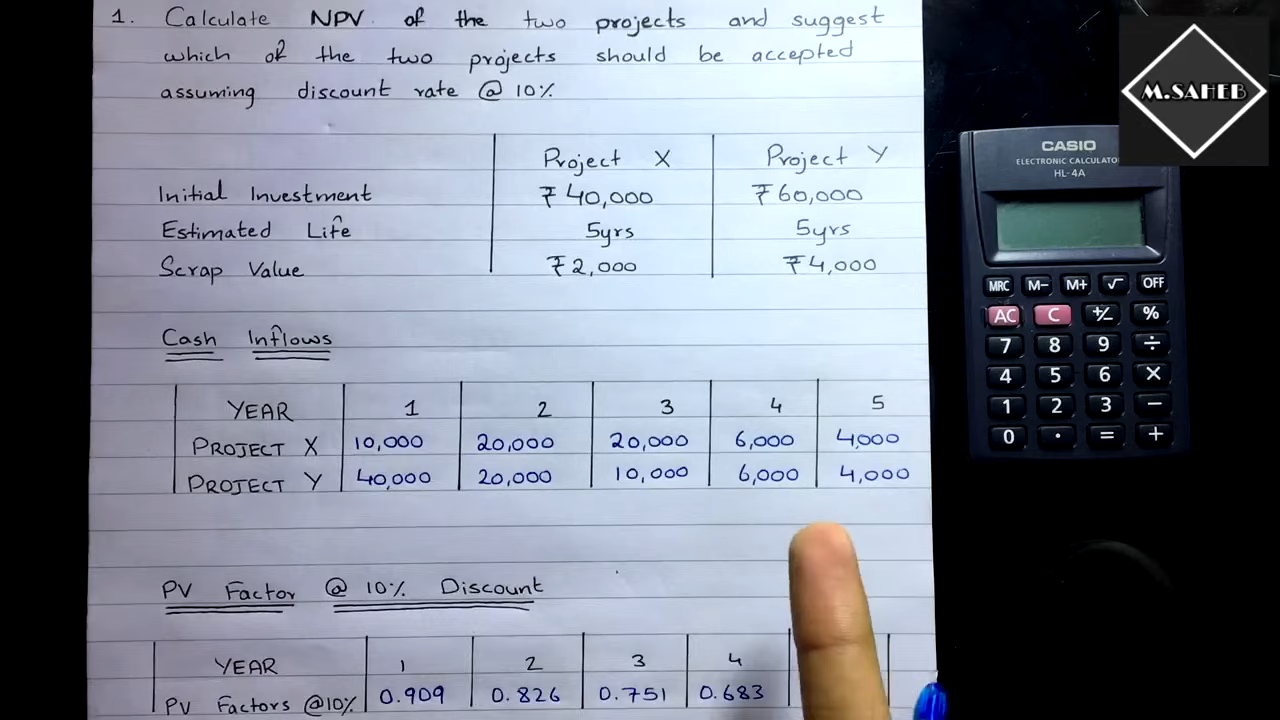 1. Calculate NPV of the two projects and suggest
which of the two projects should be accepted
assuming discount rate @ 10%
Project X Project Y
Initial Investment ₹40,000 ₹60,000
Estimated Life 5yrs 5yrs
Scrap Value ₹2,000 ₹4,000
Cash Inflows
YEAR 1 2 3 4 5
PROJECT X 10,000 20,000 20,000 6,000 4,000
PROJECT Y 40,000 20,000 10,000 6,000 4,000
PV Factor @ 10% Discount
YEAR 1 2 3 4
PV Factors @10% 0.909 0.826 0.751 0.683
M.SAHEB
CASIO
ELECTRONIC CALCULATO
HL-4A
MRC M− M+ √ OFF
AC C +/− %
7 8 9 ÷
4 5 6 ×
1 2 3 −
0 · = +